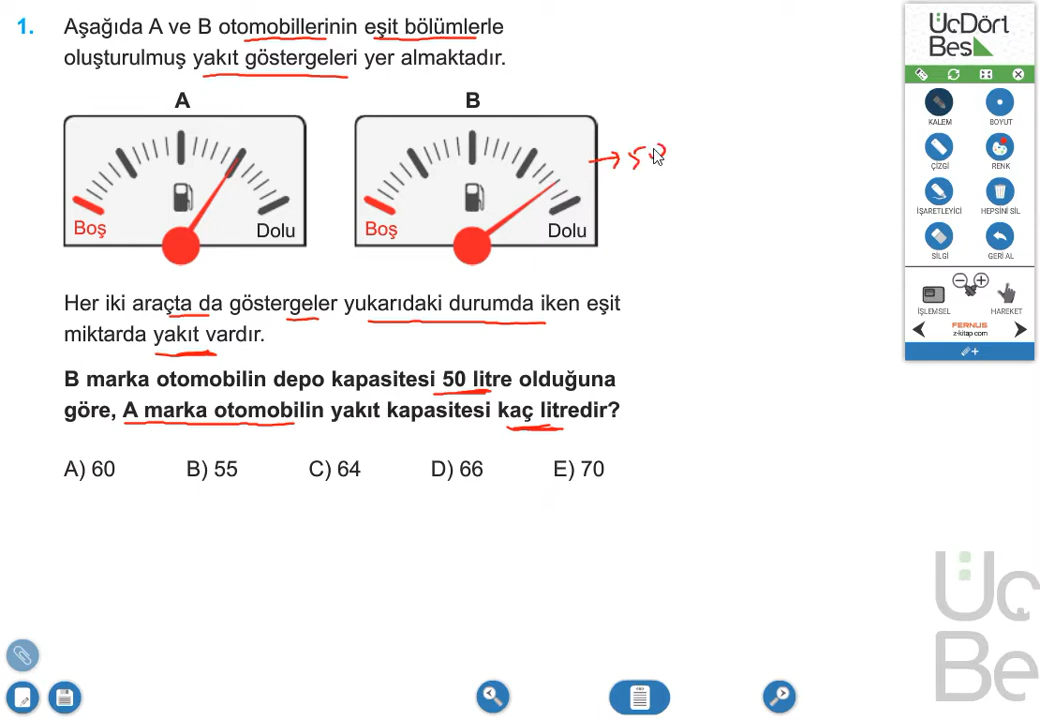 1. Aşağıda A ve B otomobillerinin eşit bölümlerle
oluşturulmuş yakıt göstergeleri yer almaktadır.
A
B
Boş
Dolu
Boş
Dolu
Her iki araçta da göstergeler yukarıdaki durumda iken eşit
miktarda yakıt vardır.
B marka otomobilin depo kapasitesi 50 litre olduğuna
göre, A marka otomobilin yakıt kapasitesi kaç litredir?
A) 60 B) 55 C) 64 D) 66 E) 70
ÜçDört
Beş
KALEM BOYUT
ÇİZGİ RENK
İŞARETLEYİCİ HEPSİNİ SİL
SİLGİ GERİ AL
İŞLEMSEL HAREKET
FERNUS
z-kitap.com
Üç
Be